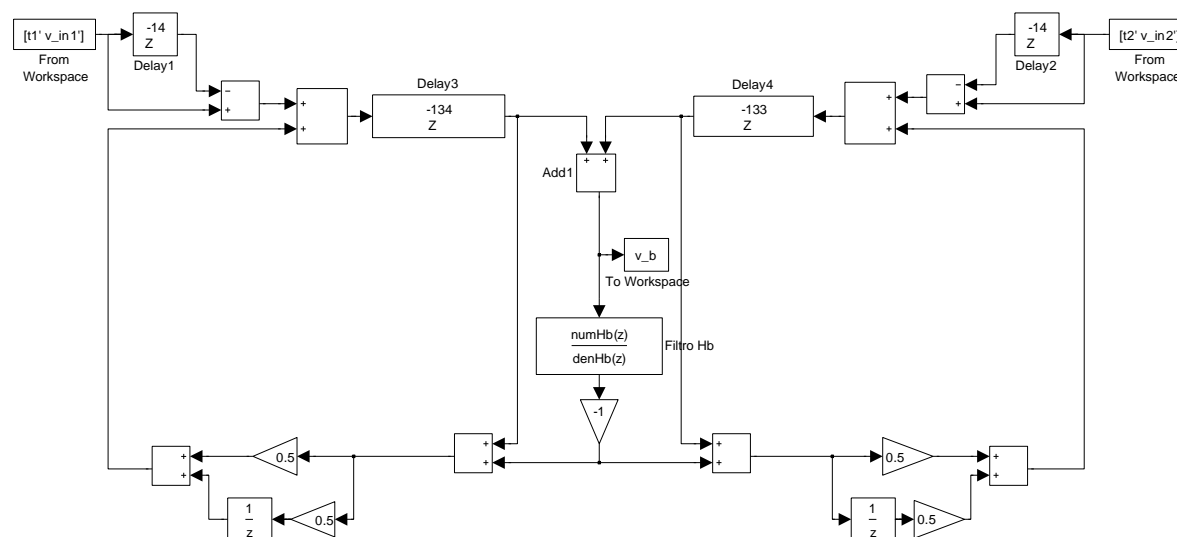 [t1' v_in1']
From
Workspace
-14
Z
Delay1
−
+
+
+
Delay3
-134
Z
Delay4
-133
Z
+
+
−
+
-14
Z
Delay2
[t2' v_in2']
From
Workspace
+ +
Add1
v_b
To Workspace
numHb(z)
denHb(z)
Filtro Hb
-1
+
+
0.5
1
z
0.5
+
+
+
+
0.5
1
z
0.5
+
+